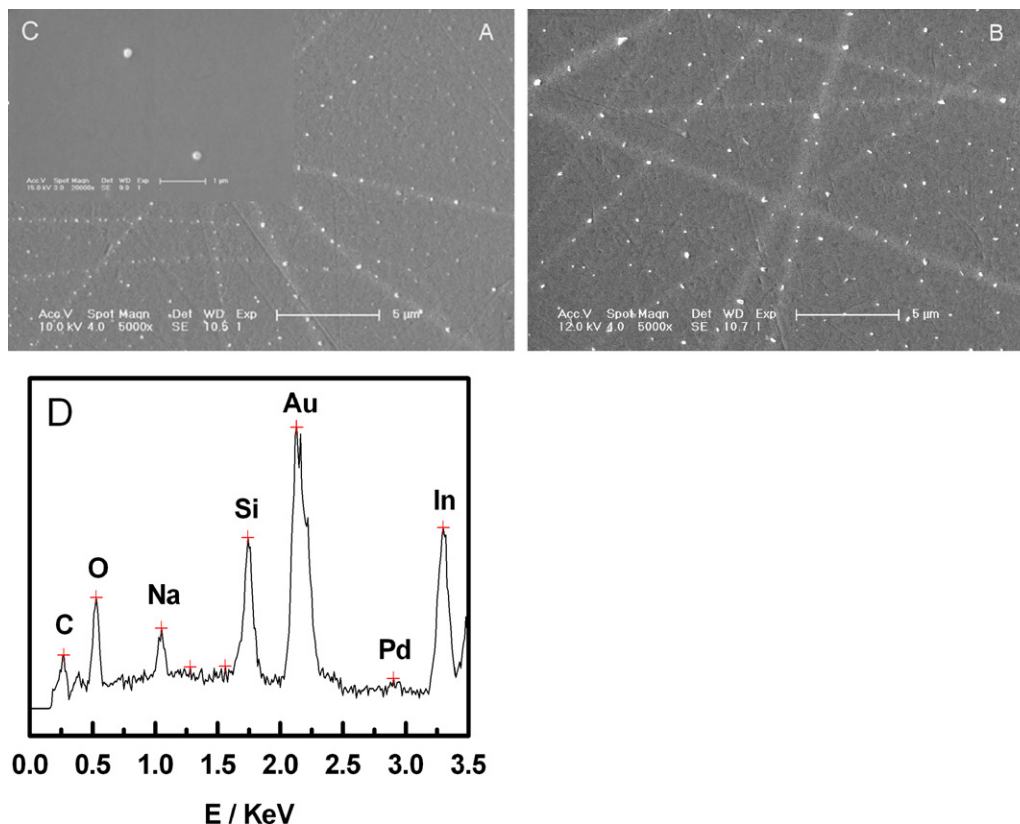 C
A
Acc.V Spot Magn Det WD Exp
15.0 kV 3.0 20000x SE 9.9 1 1 µm
Acc.V Spot Magn Det WD Exp
10.0 kV 4.0 5000x SE 10.5 1 5 µm
B
Acc.V Spot Magn Det WD Exp
12.0 kV 4.0 5000x SE 10.7 1 5 µm
D
Au
In
Si
O
Na
C
Pd
0.0 0.5 1.0 1.5 2.0 2.5 3.0 3.5
E / KeV